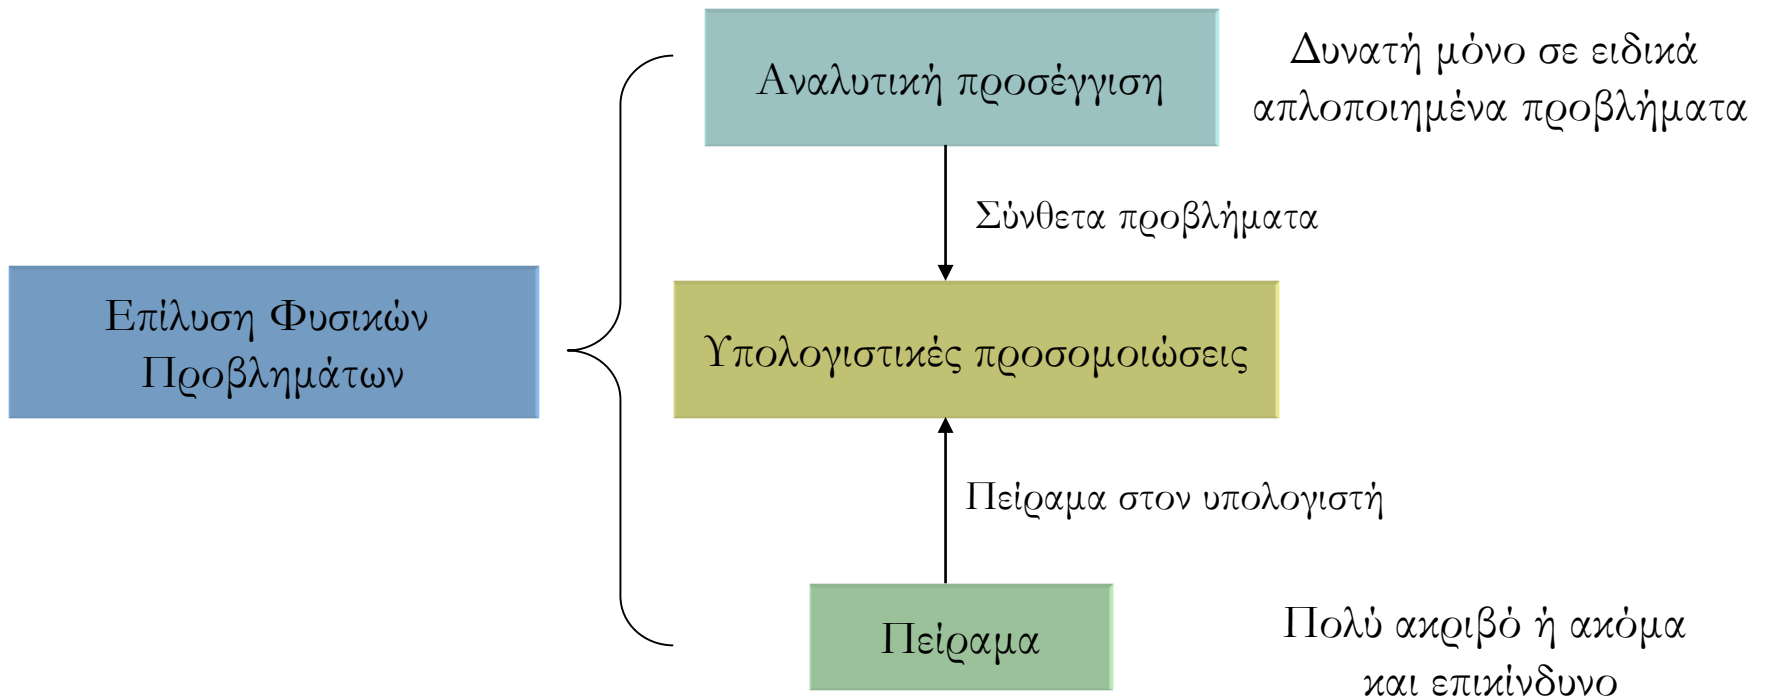 Αναλυτική προσέγγιση
Δυνατή μόνο σε ειδικά
απλοποιημένα προβλήματα
Σύνθετα προβλήματα
Επίλυση Φυσικών
Προβλημάτων
Υπολογιστικές προσομοιώσεις
Πείραμα στον υπολογιστή
Πείραμα
Πολύ ακριβό ή ακόμα
και επικίνδυνο